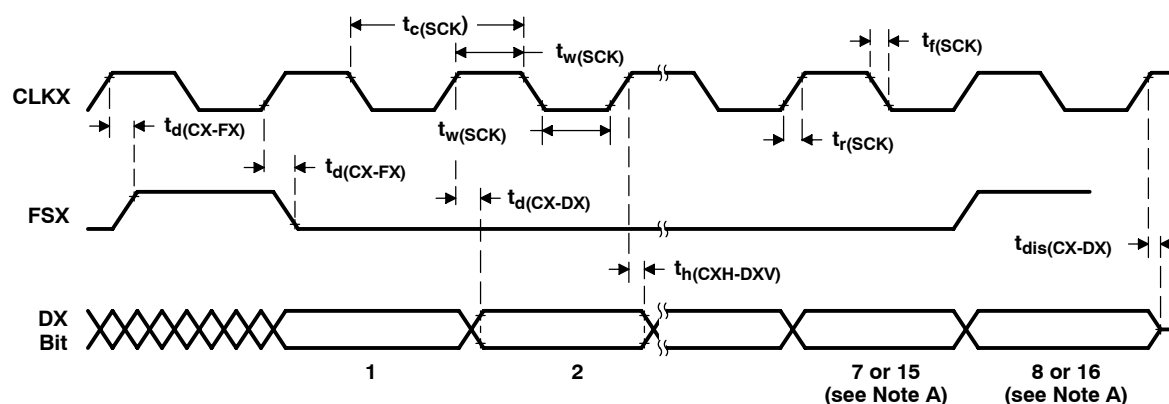 tc(SCK)
tw(SCK)
tf(SCK)
CLKX
td(CX-FX)
tw(SCK)
tr(SCK)
td(CX-FX)
td(CX-DX)
FSX
tdis(CX-DX)
th(CXH-DXV)
DX
Bit
1
2
7 or 15
(see Note A)
8 or 16
(see Note A)